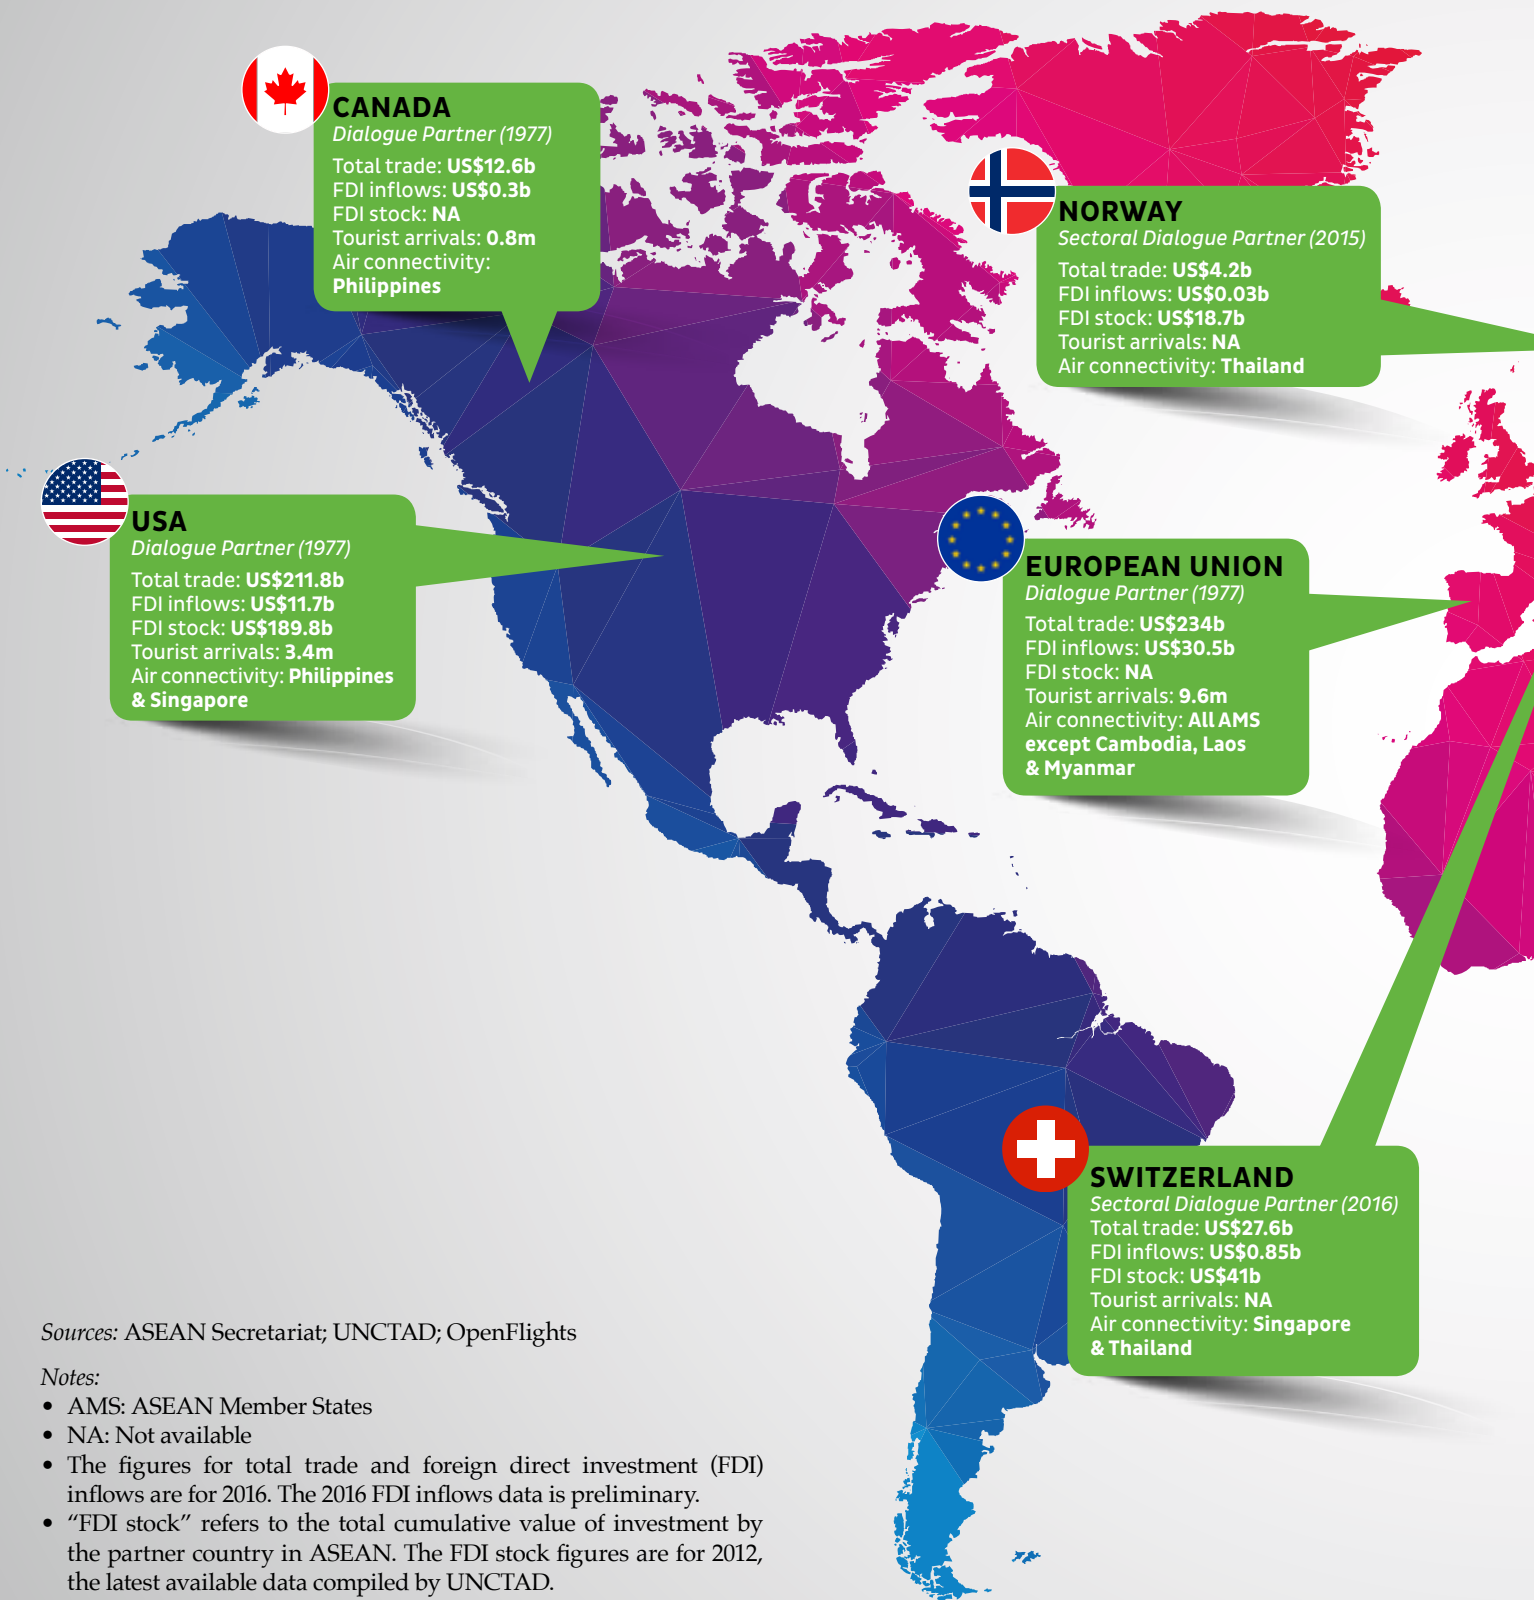 CANADA
Dialogue Partner (1977)
Total trade: US$12.6b
FDI inflows: US$0.3b
FDI stock: NA
Tourist arrivals: 0.8m
Air connectivity:
Philippines
NORWAY
Sectoral Dialogue Partner (2015)
Total trade: US$4.2b
FDI inflows: US$0.03b
FDI stock: US$18.7b
Tourist arrivals: NA
Air connectivity: Thailand
USA
Dialogue Partner (1977)
Total trade: US$211.8b
FDI inflows: US$11.7b
FDI stock: US$189.8b
Tourist arrivals: 3.4m
Air connectivity: Philippines
& Singapore
EUROPEAN UNION
Dialogue Partner (1977)
Total trade: US$234b
FDI inflows: US$30.5b
FDI stock: NA
Tourist arrivals: 9.6m
Air connectivity: All AMS
except Cambodia, Laos
& Myanmar
SWITZERLAND
Sectoral Dialogue Partner (2016)
Total trade: US$27.6b
FDI inflows: US$0.85b
FDI stock: US$41b
Tourist arrivals: NA
Air connectivity: Singapore
& Thailand
Sources: ASEAN Secretariat; UNCTAD; OpenFlights
Notes:
• AMS: ASEAN Member States
• NA: Not available
• The figures for total trade and foreign direct investment (FDI)
inflows are for 2016. The 2016 FDI inflows data is preliminary.
• “FDI stock” refers to the total cumulative value of investment by
the partner country in ASEAN. The FDI stock figures are for 2012,
the latest available data compiled by UNCTAD.